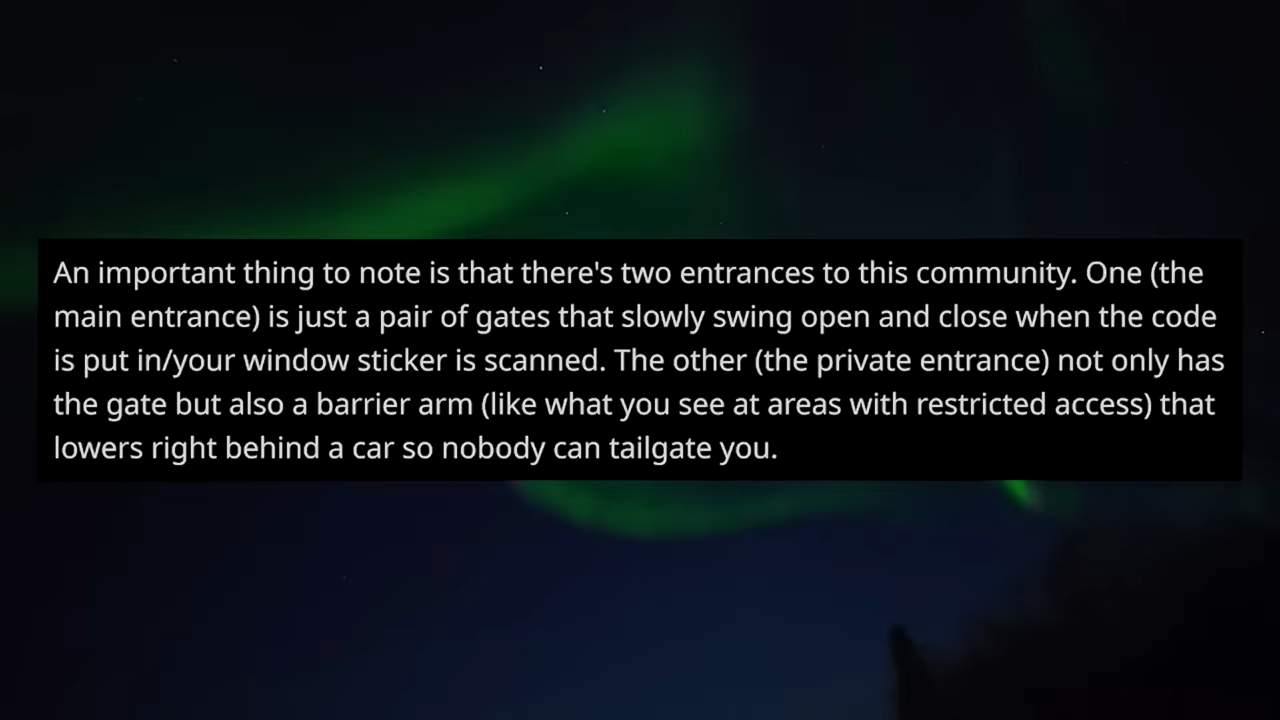 An important thing to note is that there's two entrances to this community. One (the
main entrance) is just a pair of gates that slowly swing open and close when the code
is put in/your window sticker is scanned. The other (the private entrance) not only has
the gate but also a barrier arm (like what you see at areas with restricted access) that
lowers right behind a car so nobody can tailgate you.